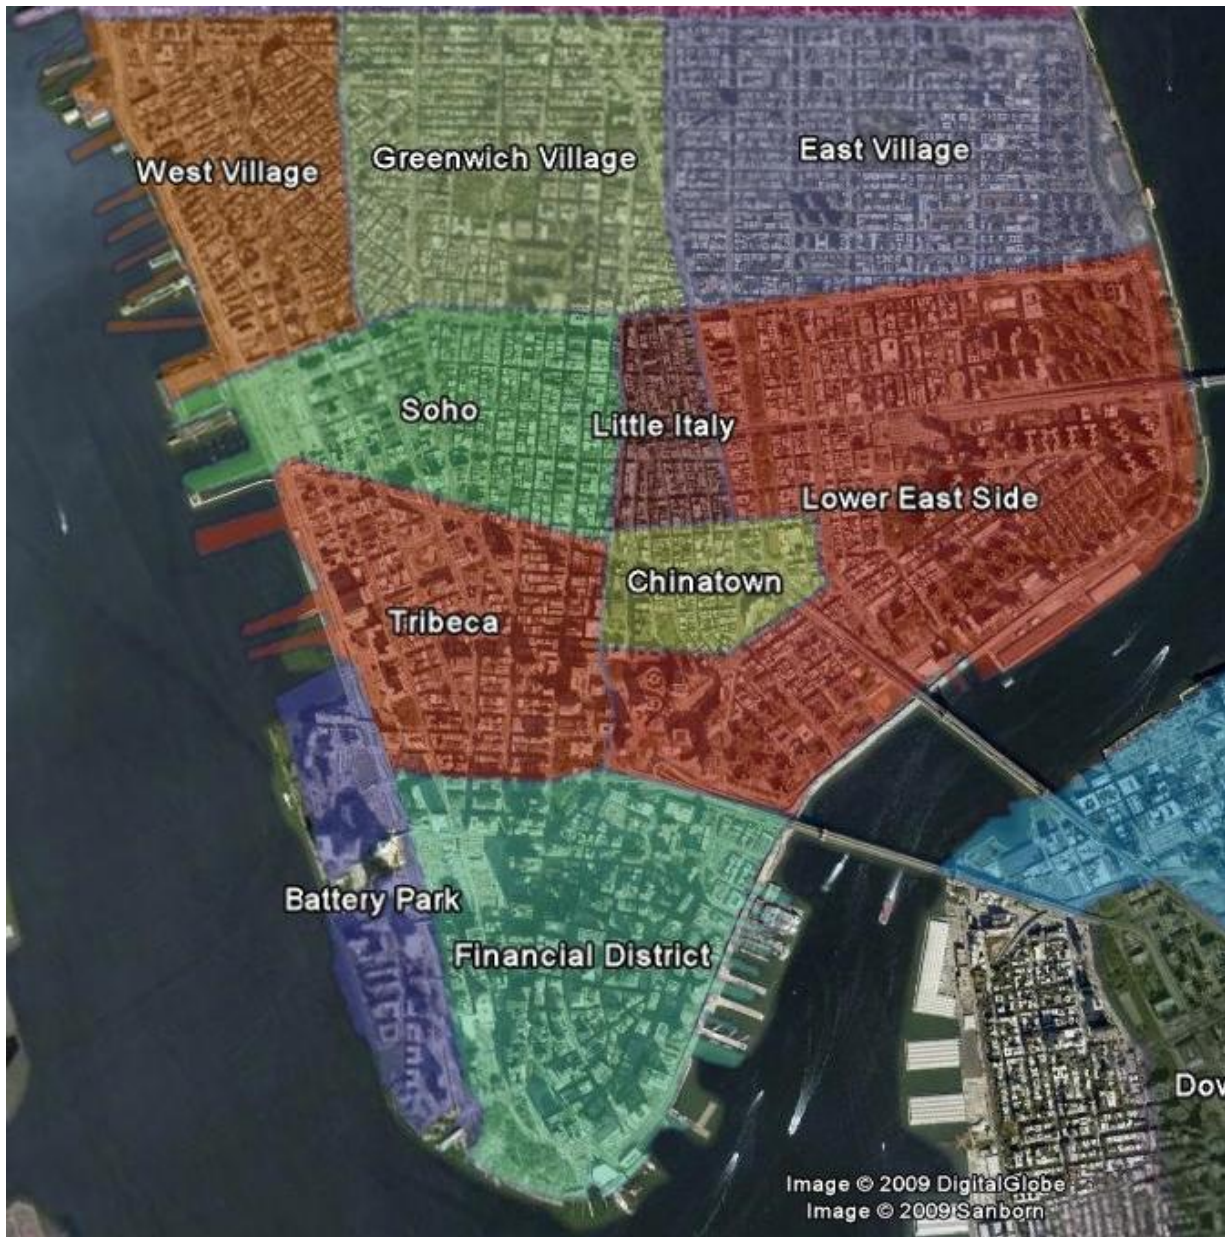 West Village
Greenwich Village
East Village
Soho
Little Italy
Lower East Side
Chinatown
Tribeca
Battery Park
Financial District
Dov
Image © 2009 DigitalGlobe
Image © 2009 Sanborn